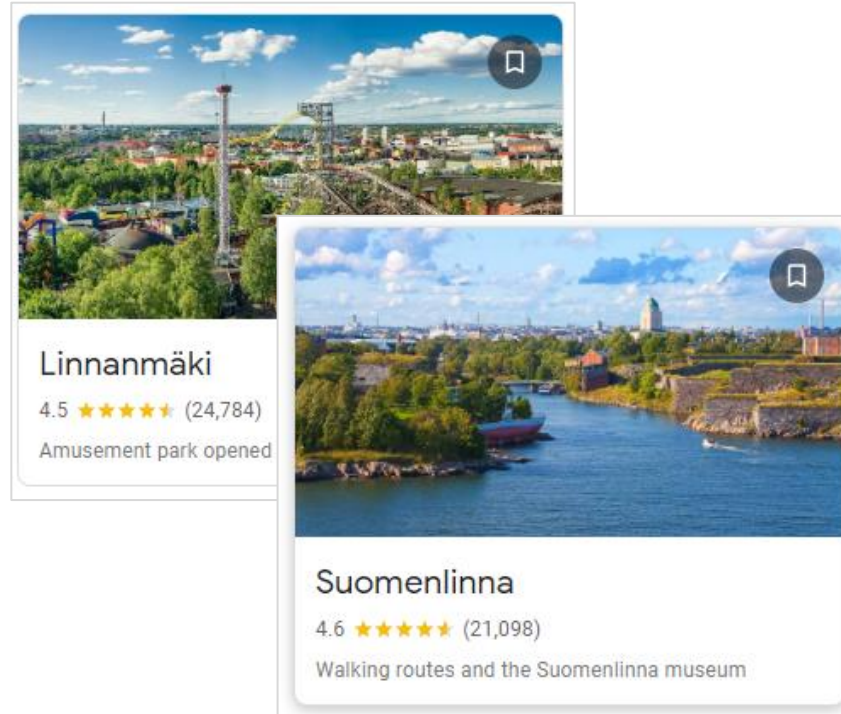 Linnanmäki
4.5 (24,784)
Amusement park opened
Suomenlinna
4.6 (21,098)
Walking routes and the Suomenlinna museum